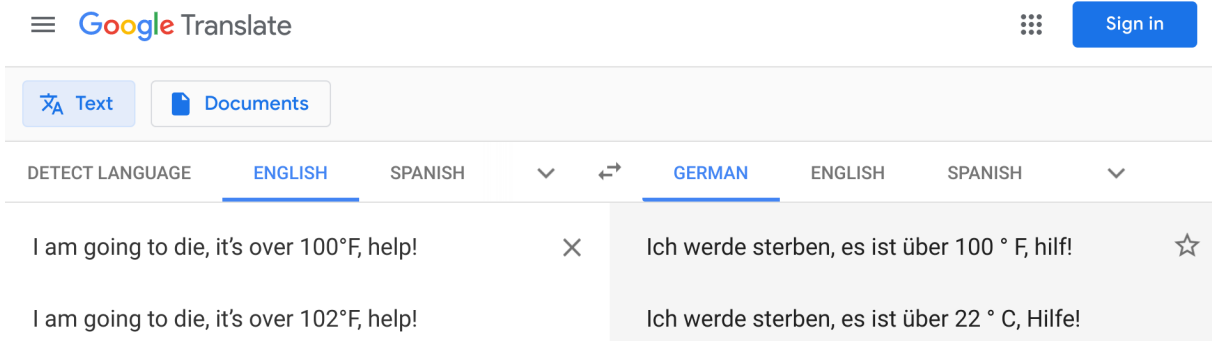 Google Translate
Sign in
Text
Documents
DETECT LANGUAGE ENGLISH SPANISH GERMAN ENGLISH SPANISH
I am going to die, it’s over 100°F, help!
Ich werde sterben, es ist über 100 ° F, hilf!
I am going to die, it’s over 102°F, help!
Ich werde sterben, es ist über 22 ° C, Hilfe!